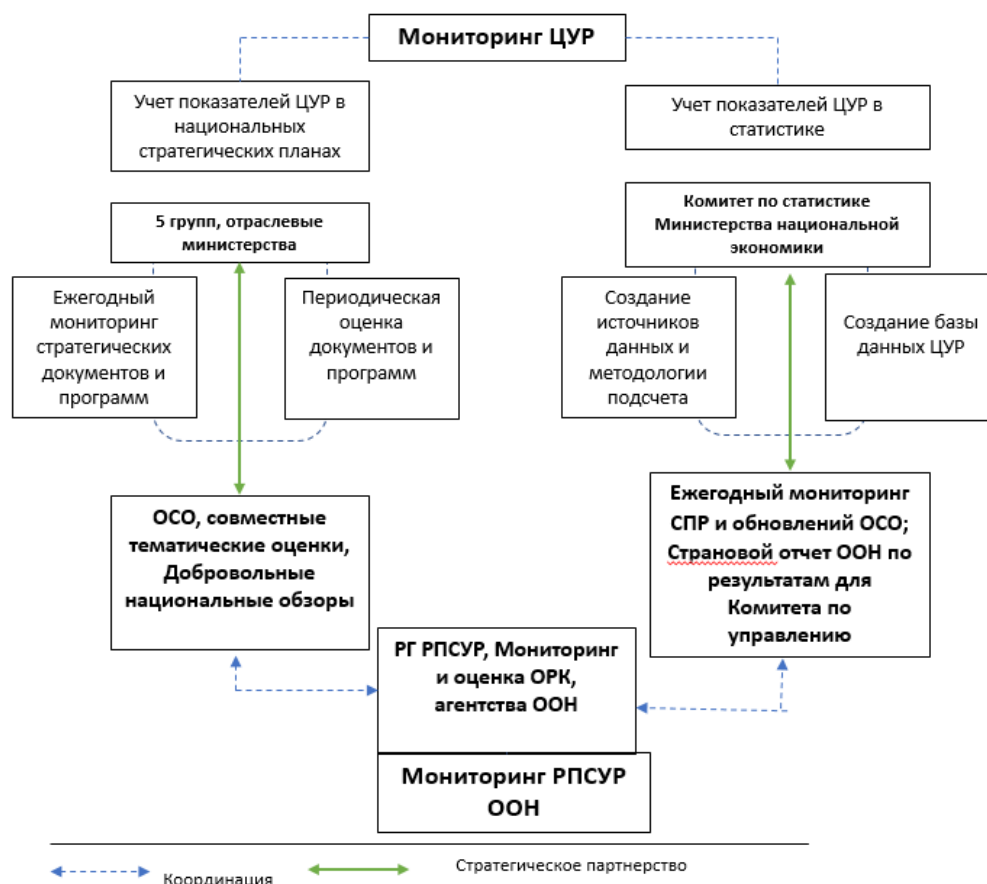 Мониторинг ЦУР
Учет показателей ЦУР в
национальных
стратегических планах
Учет показателей ЦУР в
статистике
5 групп, отраслевые
министерства
Комитет по статистике
Министерства национальной
экономики
Ежегодный
мониторинг
стратегических
документов и
программ
Периодическая
оценка
документов и
программ
Создание
источников
данных и
методологии
подсчета
Создание базы
данных ЦУР
ОСО, совместные
тематические оценки,
Добровольные
национальные обзоры
Ежегодный мониторинг
СПР и обновлений ОСО;
Страновой отчет ООН по
результатам для
Комитета по
управлению
РГ РПСУР, Мониторинг
и оценка ОРК,
агентства ООН
Мониторинг РПСУР
ООН
Координация
Стратегическое партнерство